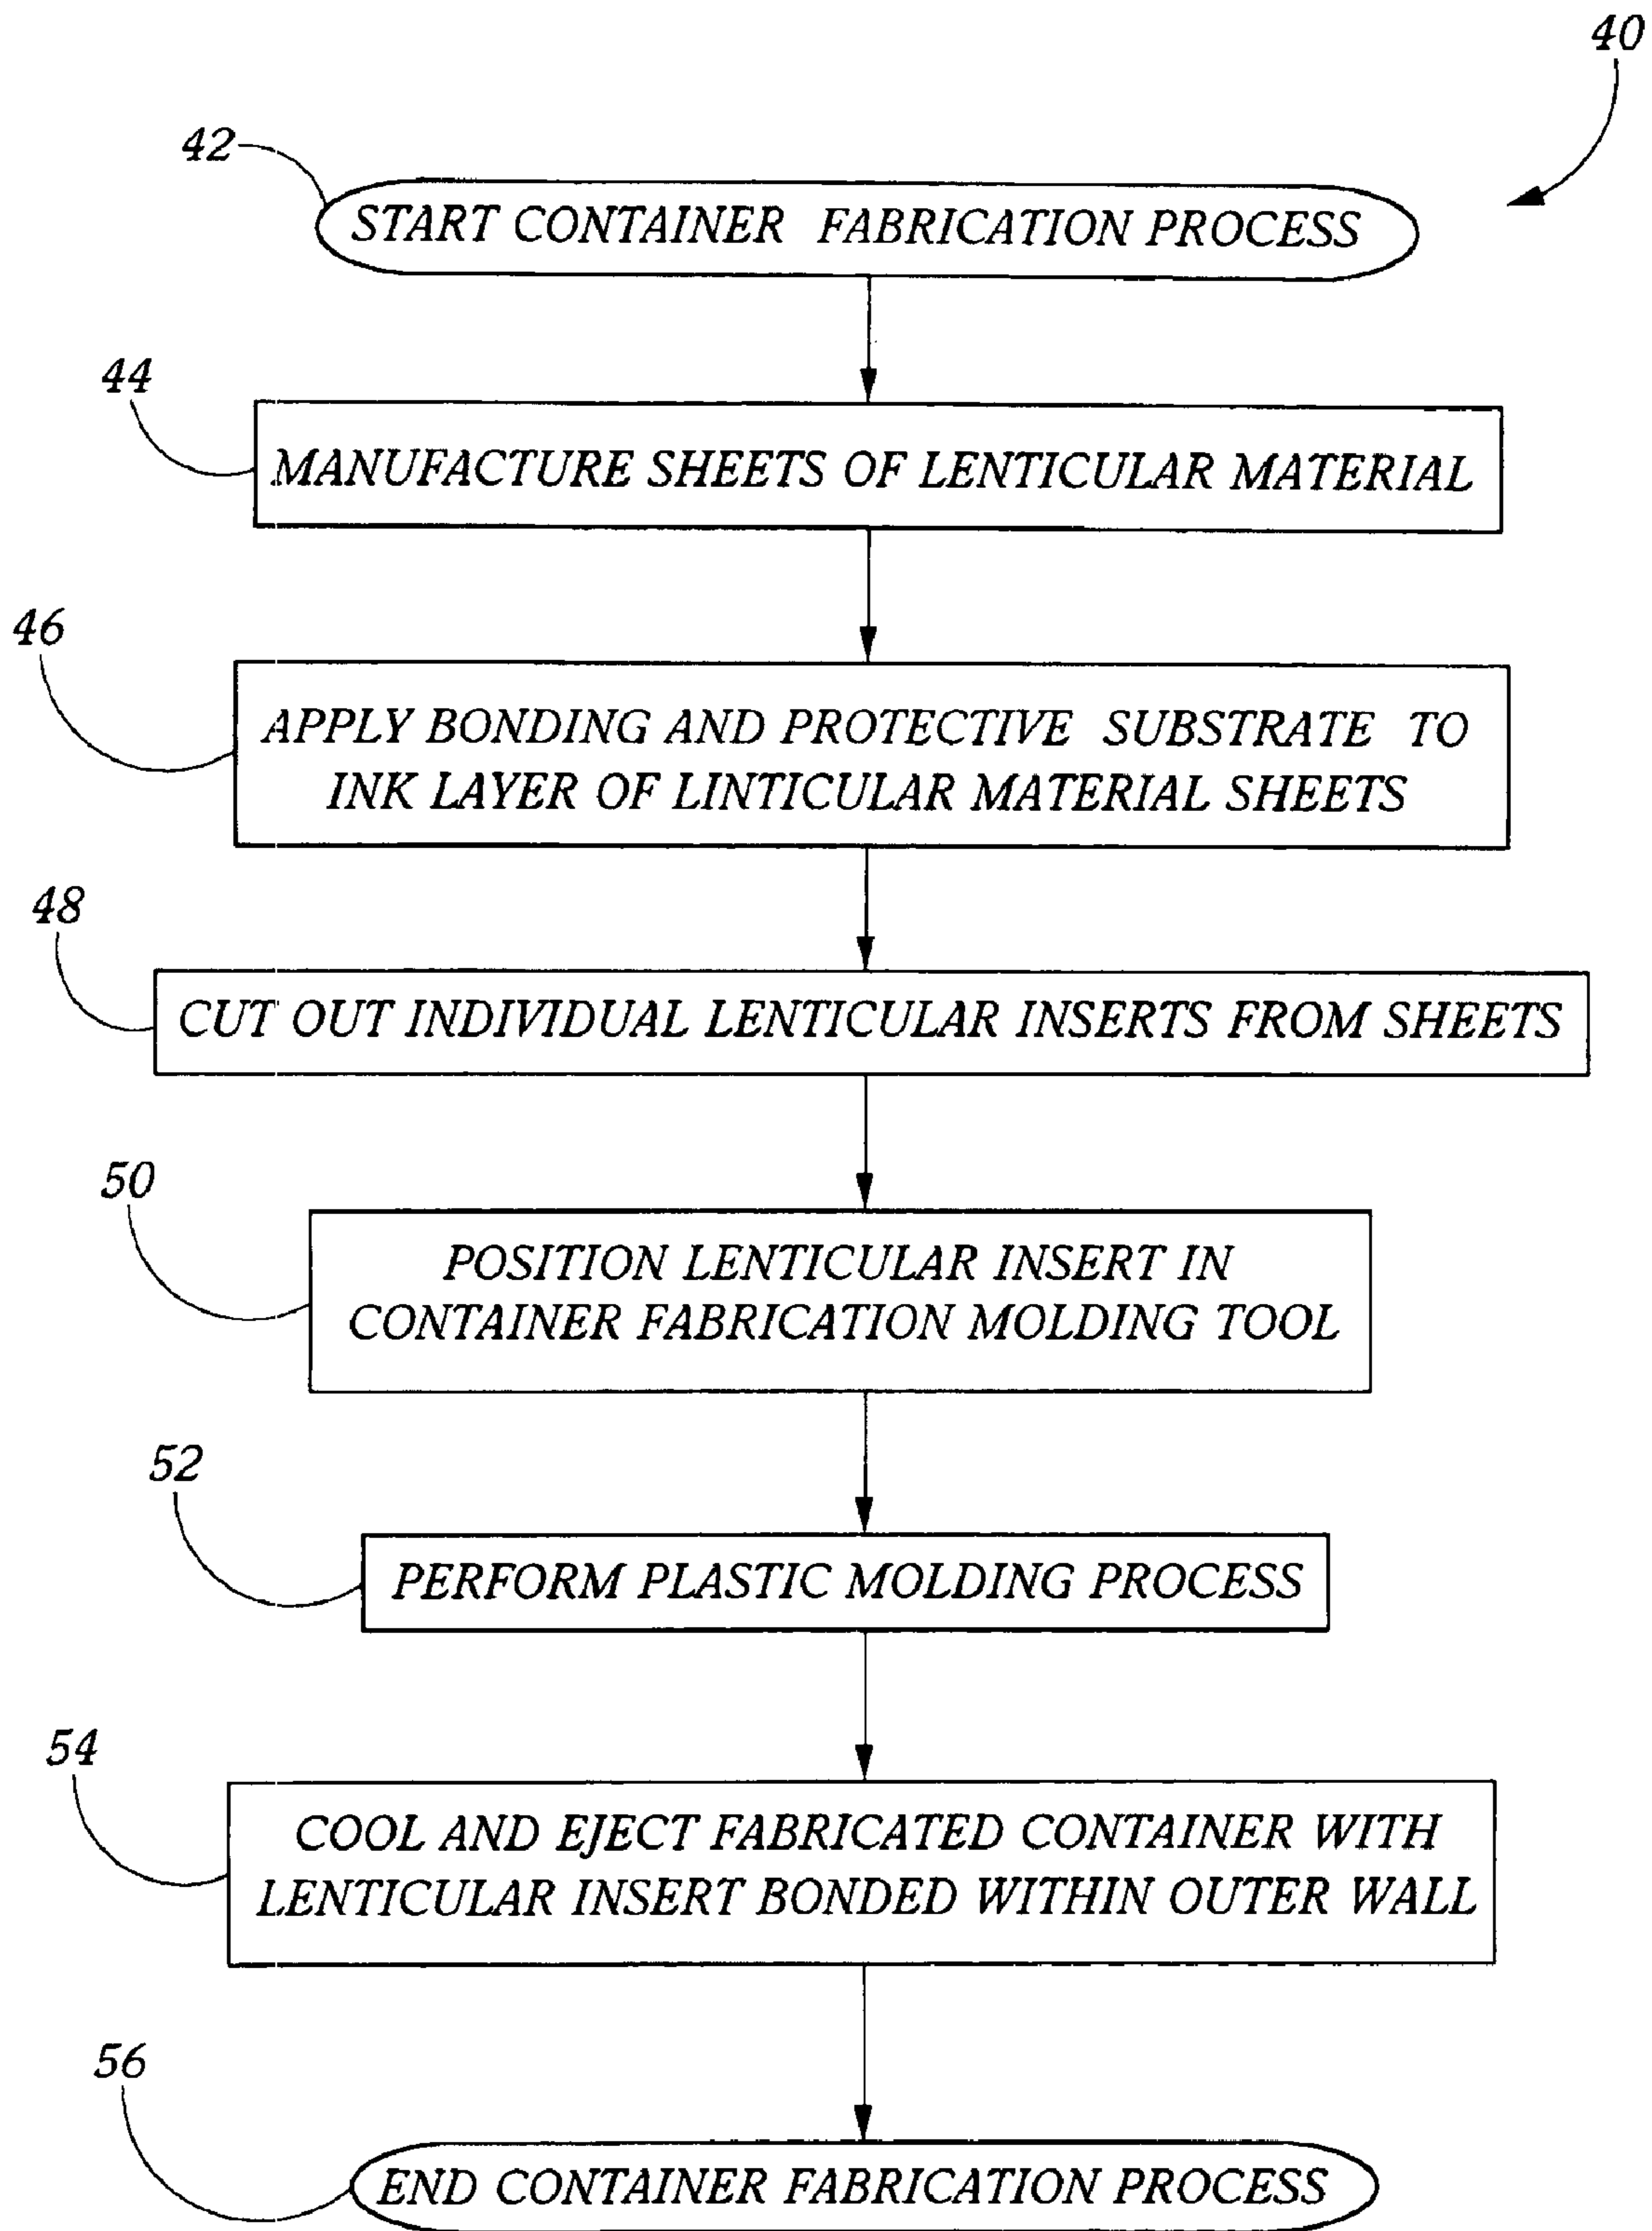 40
42
START CONTAINER FABRICATION PROCESS
44
MANUFACTURE SHEETS OF LENTICULAR MATERIAL
46
APPLY BONDING AND PROTECTIVE SUBSTRATE TO
INK LAYER OF LINTICULAR MATERIAL SHEETS
48
CUT OUT INDIVIDUAL LENTICULAR INSERTS FROM SHEETS
50
POSITION LENTICULAR INSERT IN
CONTAINER FABRICATION MOLDING TOOL
52
PERFORM PLASTIC MOLDING PROCESS
54
COOL AND EJECT FABRICATED CONTAINER WITH
LENTICULAR INSERT BONDED WITHIN OUTER WALL
56
END CONTAINER FABRICATION PROCESS